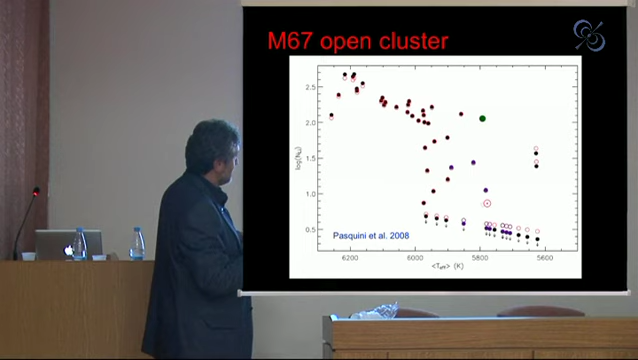 M67 open cluster
log(N_Li)
2.5
2.0
1.5
1.0
0.5
Pasquini et al. 2008
6200
6000
5800
5600
<T_eff> (K)